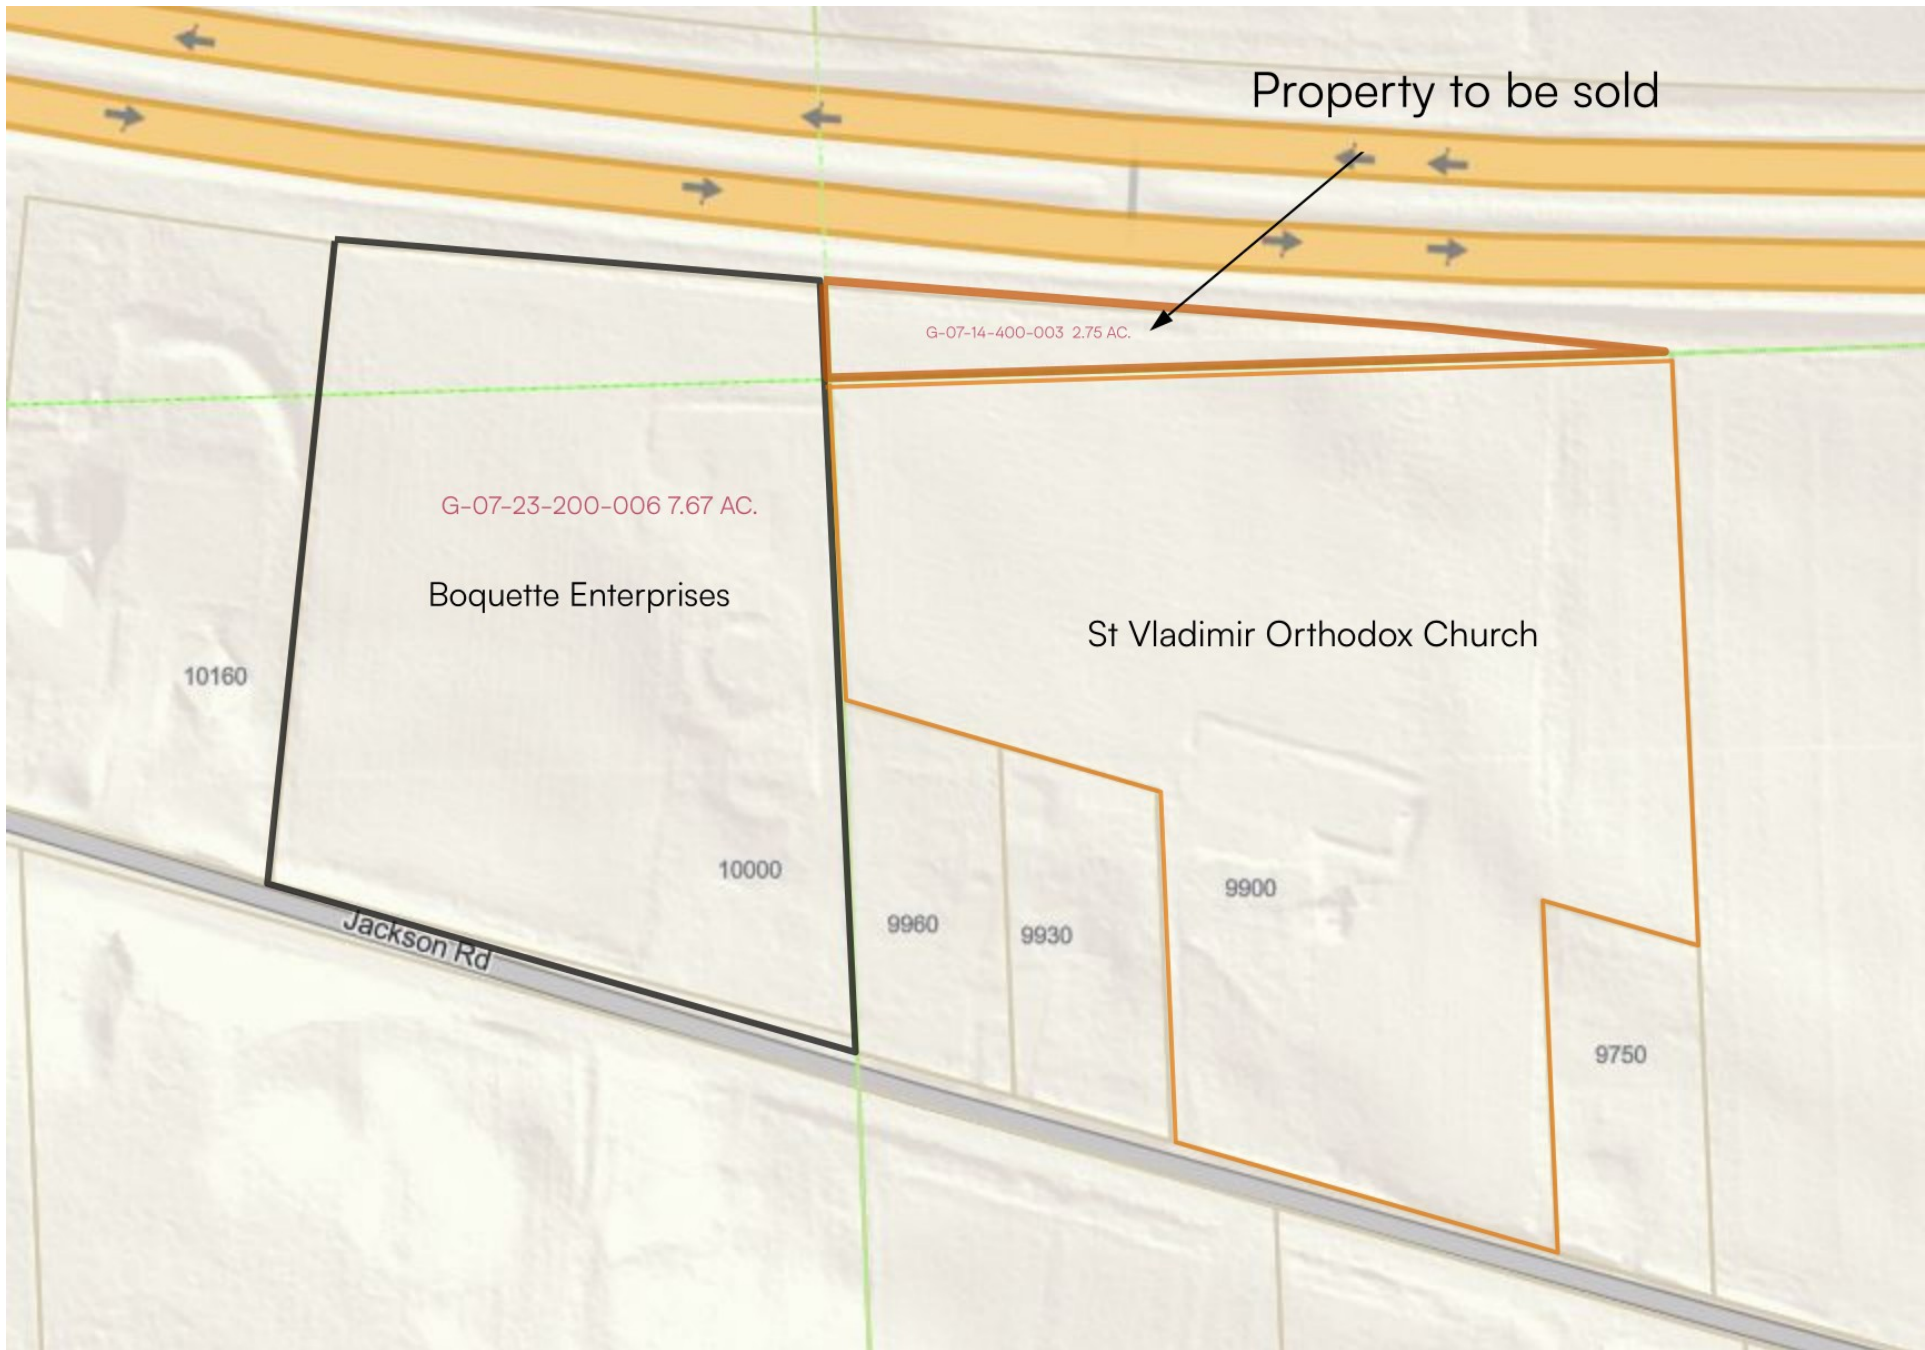 Property to be sold
G-07-14-400-003 2.75 AC.
G-07-23-200-006 7.67 AC.
Boquette Enterprises
St Vladimir Orthodox Church
10160
10000
9900
9960
9930
Jackson Rd
9750